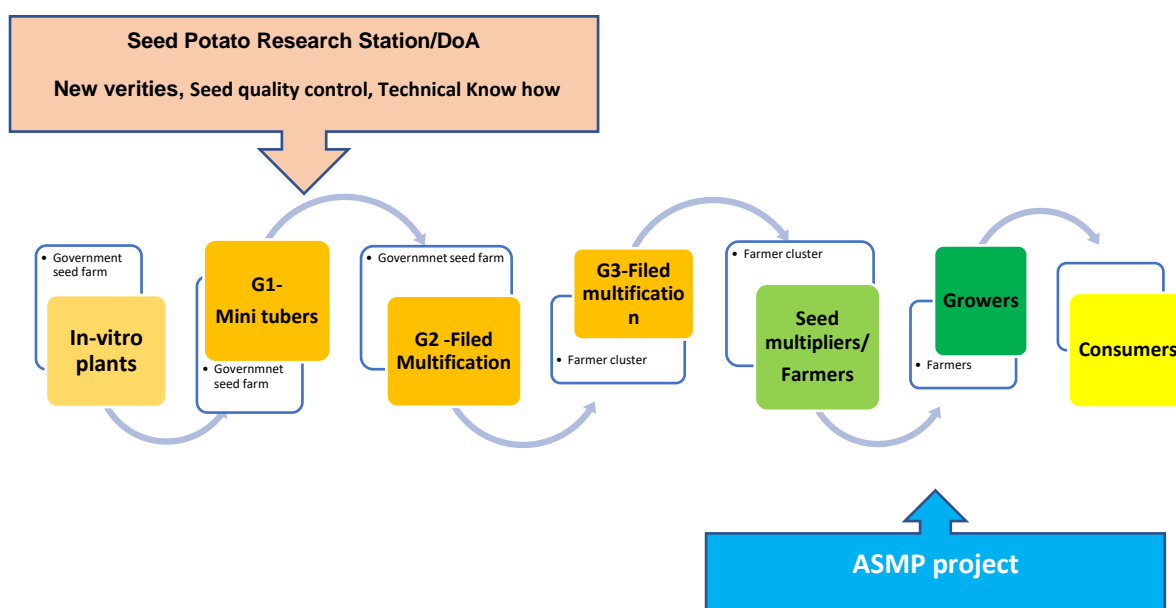 Seed Potato Research Station/DoA
New verities, Seed quality control, Technical Know how
• Government
seed farm
In-vitro
plants
G1-
Mini tubers
• Governmnet
seed farm
• Governmnet seed farm
G2 -Filed
Multification
G3-Filed
multificatio
n
• Farmer cluster
• Farmer cluster
Seed
multipliers/
Farmers
Growers
• Farmers
Consumers
ASMP project